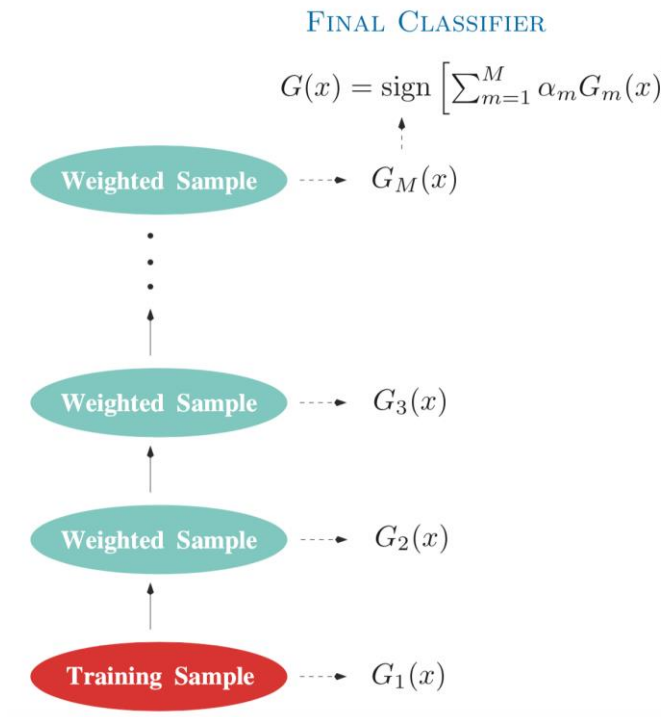 FINAL CLASSIFIER
G(x) = sign [∑_{m=1}^{M} α_m G_m(x)
Weighted Sample G_M(x)
Weighted Sample G_3(x)
Weighted Sample G_2(x)
Training Sample G_1(x)